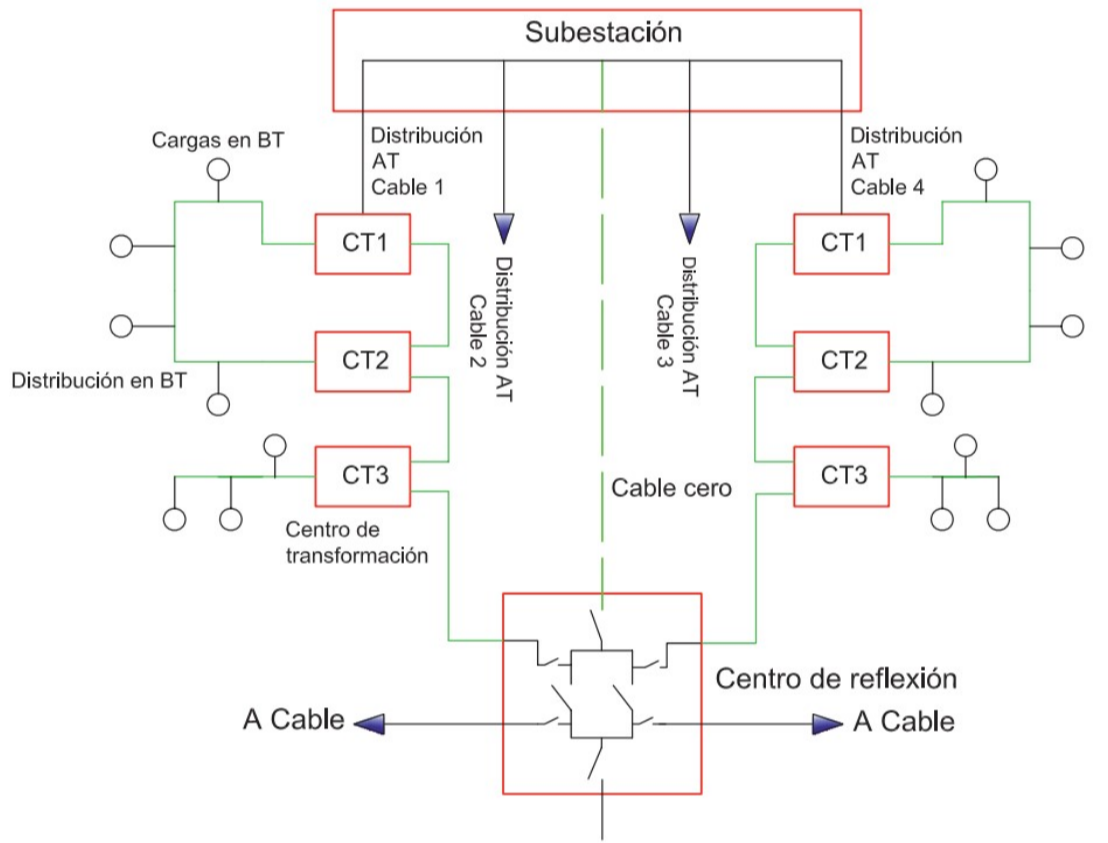 Subestación
Cargas en BT
Distribución
AT
Cable 1
Distribución
AT
Cable 4
CT1
CT1
Distribución AT
Cable 2
Distribución AT
Cable 3
CT2
CT2
Distribución en BT
CT3
CT3
Cable cero
Centro de
transformación
Centro de reflexión
A Cable
A Cable